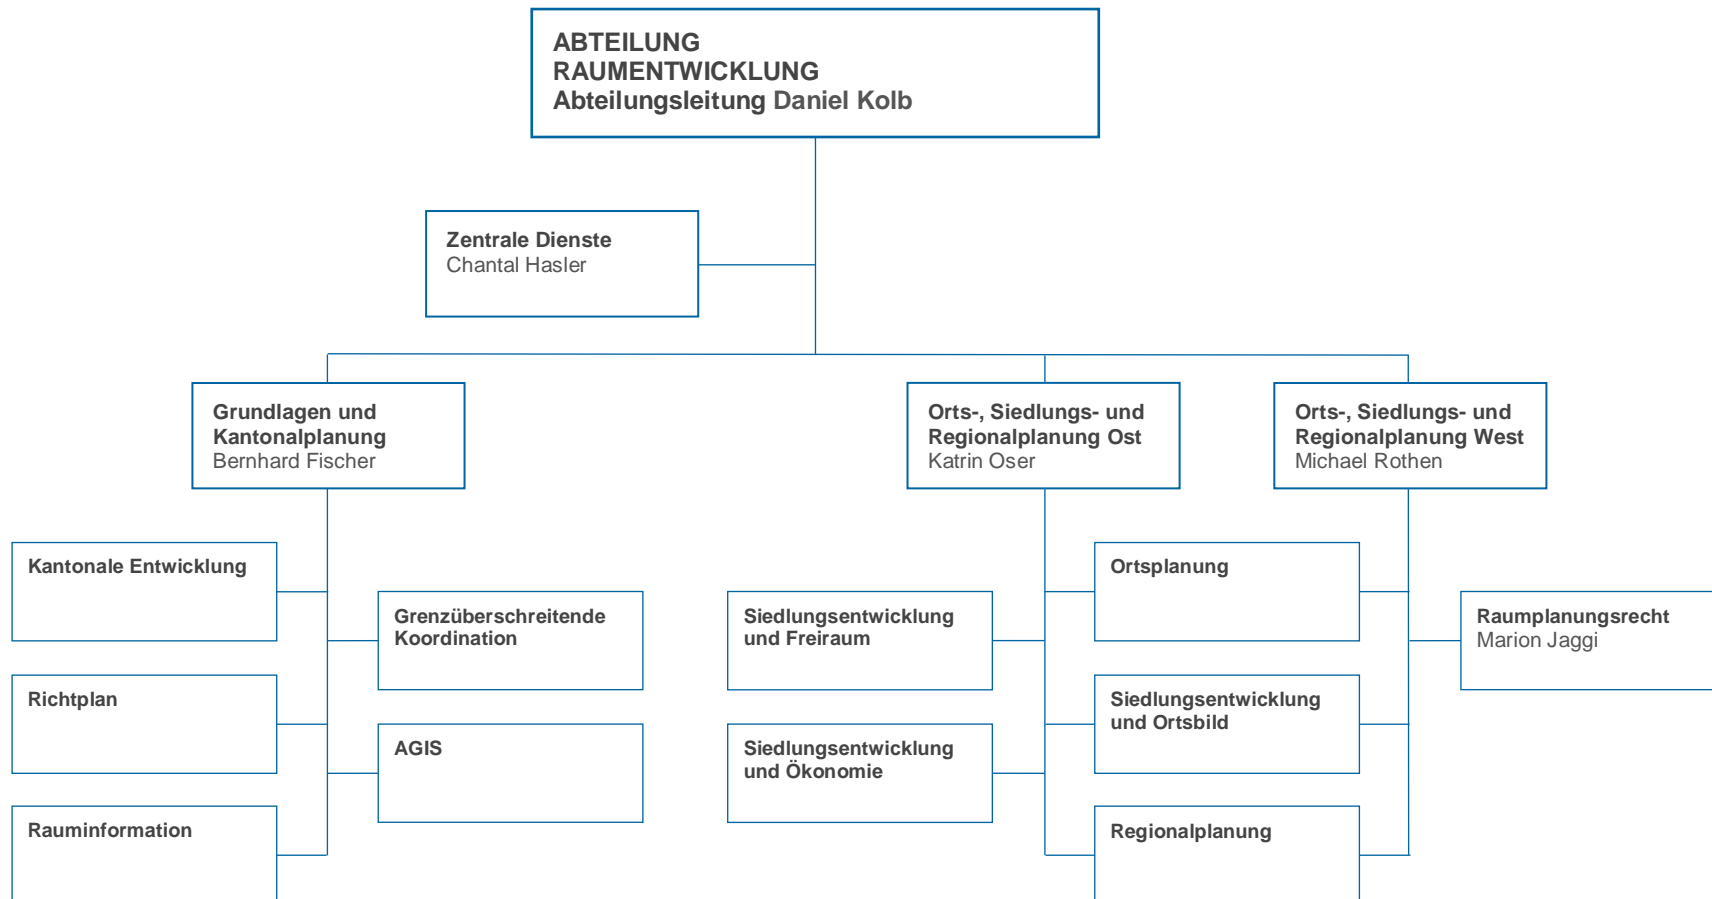 ABTEILUNG
RAUMENTWICKLUNG
Abteilungsleitung Daniel Kolb
Zentrale Dienste
Chantal Hasler
Grundlagen und
Kantonalplanung
Bernhard Fischer
Orts-, Siedlungs- und
Regionalplanung Ost
Katrin Oser
Orts-, Siedlungs- und
Regionalplanung West
Michael Rothen
Kantonale Entwicklung
Grenzüberschreitende
Koordination
Richtplan
AGIS
Rauminformation
Siedlungsentwicklung
und Freiraum
Siedlungsentwicklung
und Ökonomie
Ortsplanung
Siedlungsentwicklung
und Ortsbild
Regionalplanung
Raumplanungsrecht
Marion Jaggi